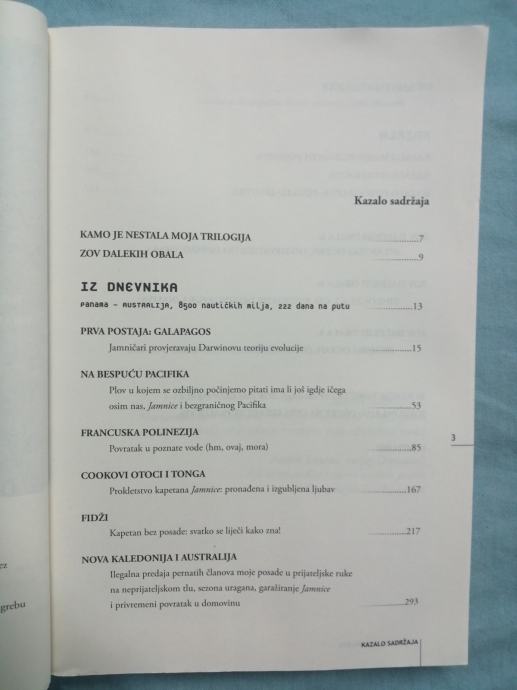 Kazalo sadržaja
KAMO JE NESTALA MOJA TRILOGIJA ..........7
ZOV DALEKIH OBALA ..........9
IZ DNEVNIKA
Panama – Australija, 8500 nautičkih milja, 222 dana na putu ..........13
PRVA POSTAJA: GALAPAGOS
Jamničari provjeravaju Darwinovu teoriju evolucije ..........15
NA BESPUĆU PACIFIKA
Plov u kojem se ozbiljno počinjemo pitati ima li još igdje ičega
osim nas, Jamnice i bezgraničnog Pacifika ..........53
FRANCUSKA POLINEZIJA
Povratak u poznate vode (hm, ovaj, mora) ..........85
3
COOKOVI OTOCI I TONGA
Prokletstvo kapetana Jamnice: pronađena i izgubljena ljubav ..........167
FIDŽI
Kapetan bez posade: svatko se liječi kako zna! ..........217
NOVA KALEDONIJA I AUSTRALIJA
Ilegalna predaja pernatih članova moje posade u prijateljske ruke
na neprijateljskom tlu, sezona uragana, garažiranje Jamnice
i privremeni povratak u domovinu ..........293
KAZALO SADRŽAJA
ez
grebu